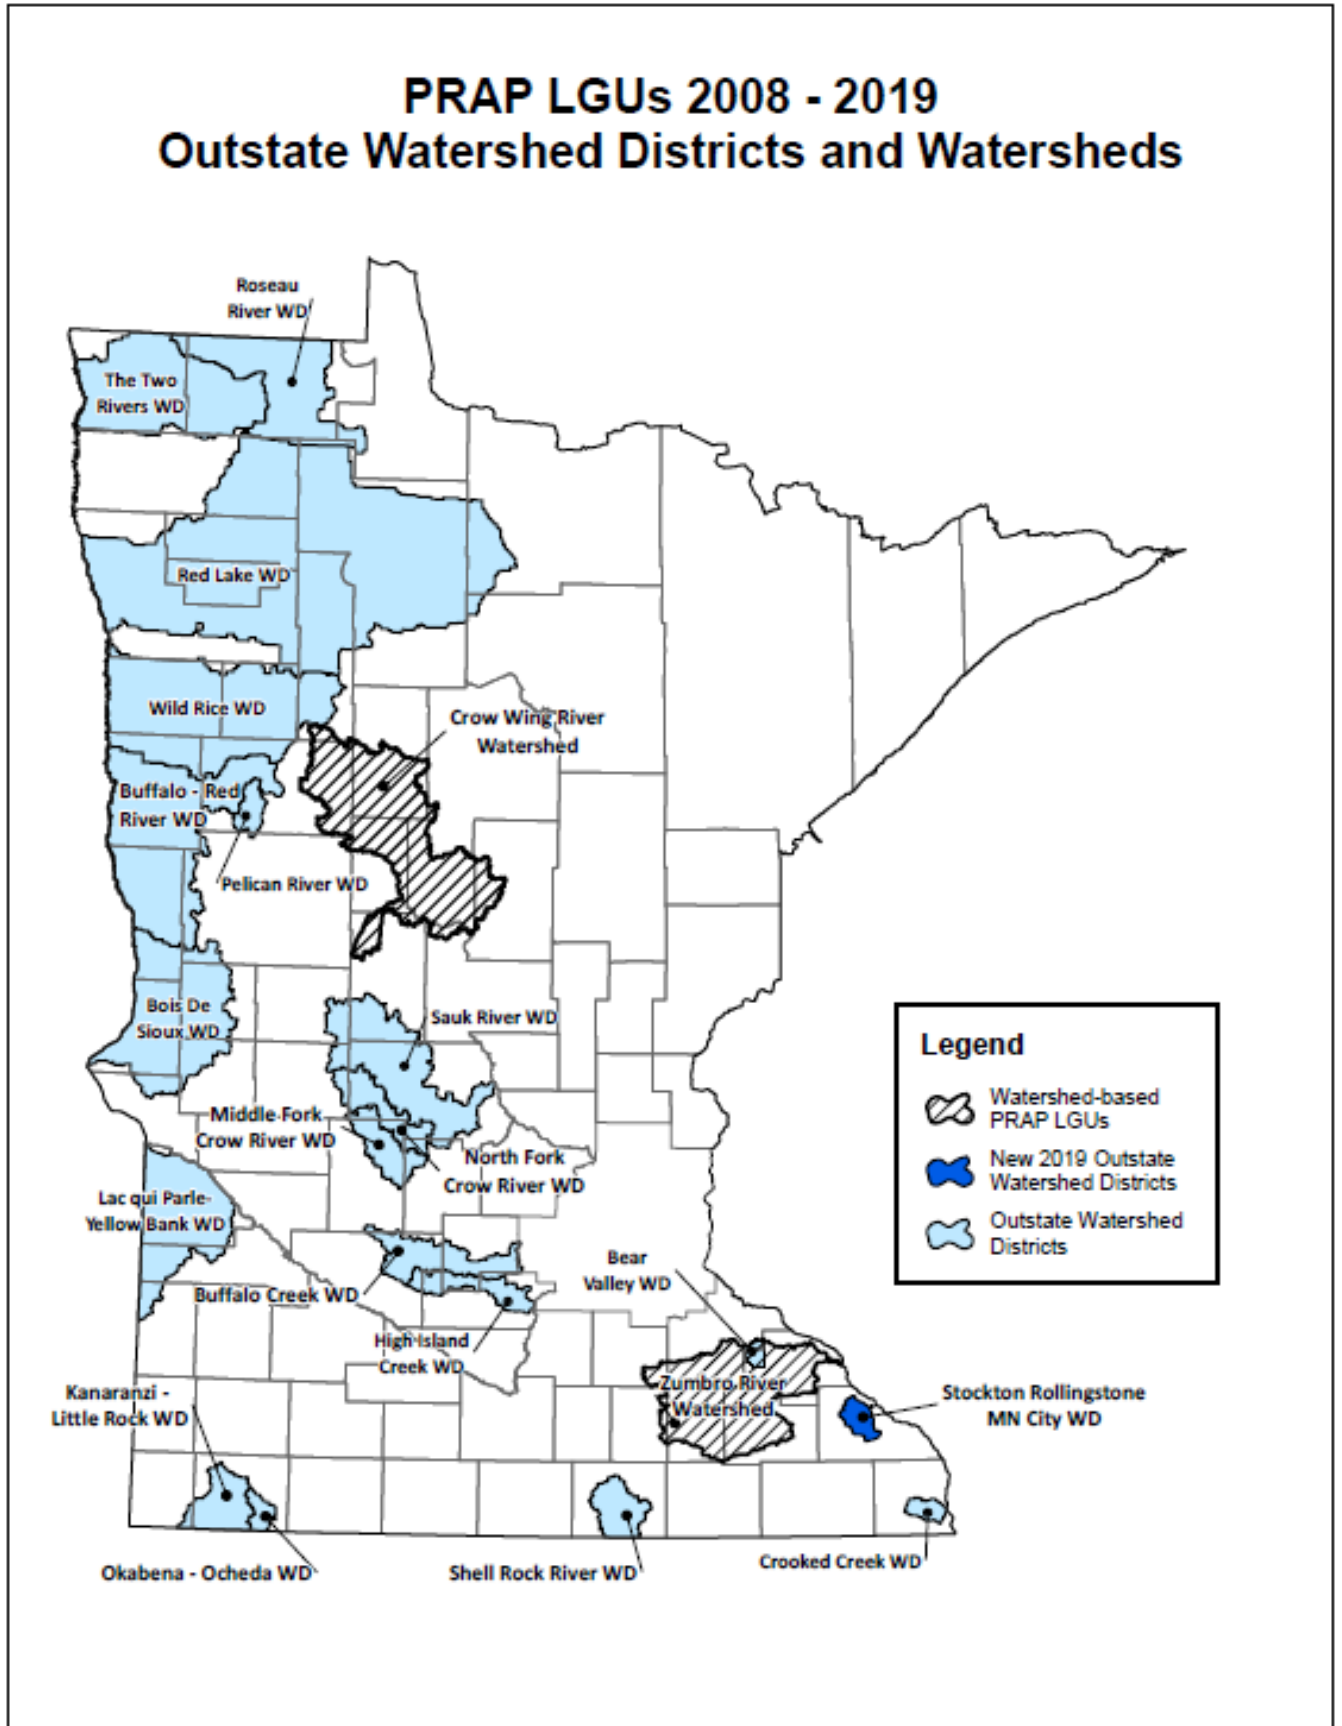 PRAP LGUs 2008 - 2019
Outstate Watershed Districts and Watersheds
Roseau
River WD
The Two
Rivers WD
Red Lake WD
Wild Rice WD
Crow Wing River
Watershed
Buffalo - Red
River WD
Pelican River WD
Bois De
Sioux WD
Sauk River WD
Middle Fork
Crow River WD
North Fork
Crow River WD
Lac qui Parle-
Yellow Bank WD
Buffalo Creek WD
High Island
Creek WD
Bear
Valley WD
Zumbro River
Watershed
Kanaranzi -
Little Rock WD
Stockton Rollingstone
MN City WD
Okabena - Ocheda WD
Shell Rock River WD
Crooked Creek WD
Legend
Watershed-based
PRAP LGUs
New 2019 Outstate
Watershed Districts
Outstate Watershed
Districts